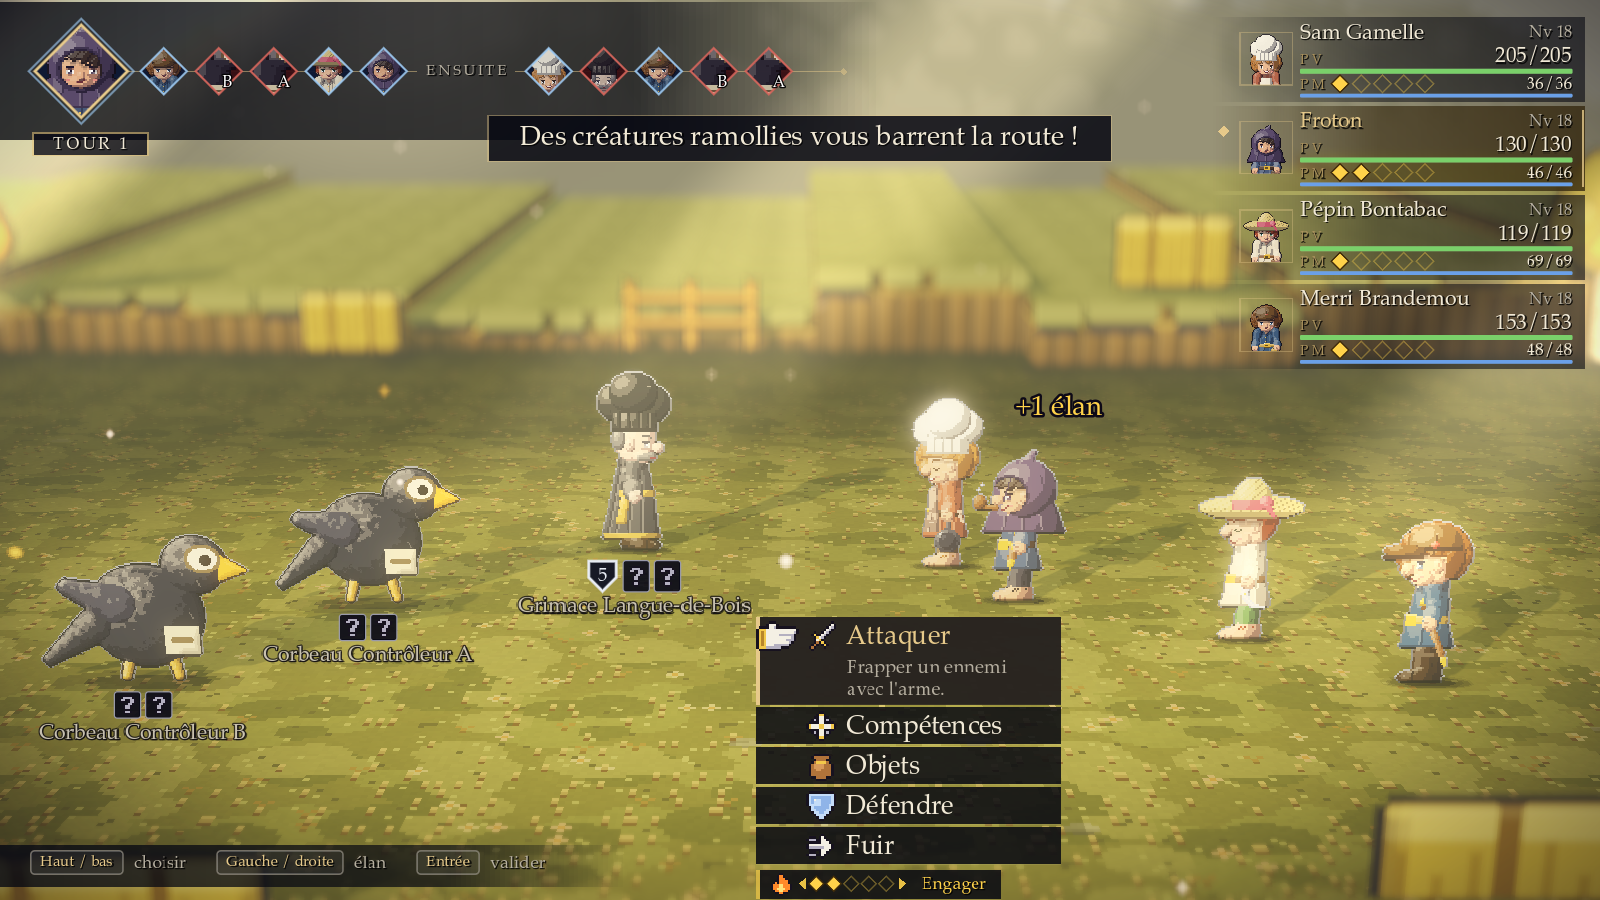 B
A
ENSUITE
B
A
TOUR 1
Des créatures ramollies vous barrent la route !
Sam Gamelle
Nv 18
PV
205/205
PM
36/36
Froton
Nv 18
PV
130/130
PM
46/46
Pépin Bontabac
Nv 18
PV
119/119
PM
69/69
Merri Brandemou
Nv 18
PV
153/153
PM
48/48
+1 élan
5 ? ?
Grimace Langue-de-Bois
? ?
Corbeau Contrôleur A
? ?
Corbeau Contrôleur B
Attaquer
Frapper un ennemi
avec l'arme.
Compétences
Objets
Défendre
Fuir
Engager
Haut / bas choisir Gauche / droite élan Entrée valider